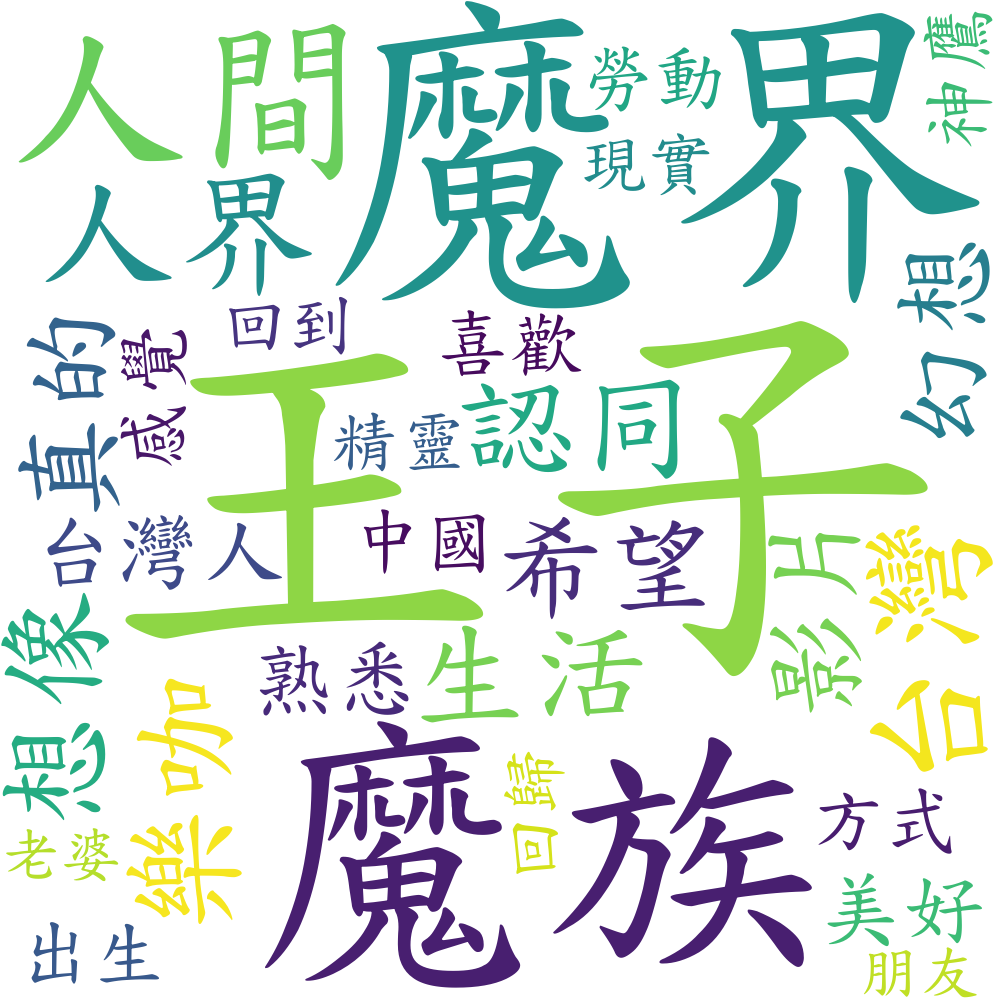 人間
魔界
勞動
神鷹
現實
人界
幻想
回到
喜歡
真的
感覺
王子
精靈
認同
台灣人
中國
希望
影片
台灣
想像
熟悉
生活
樂咖
魔族
回歸
方式
老婆
美好
出生
朋友